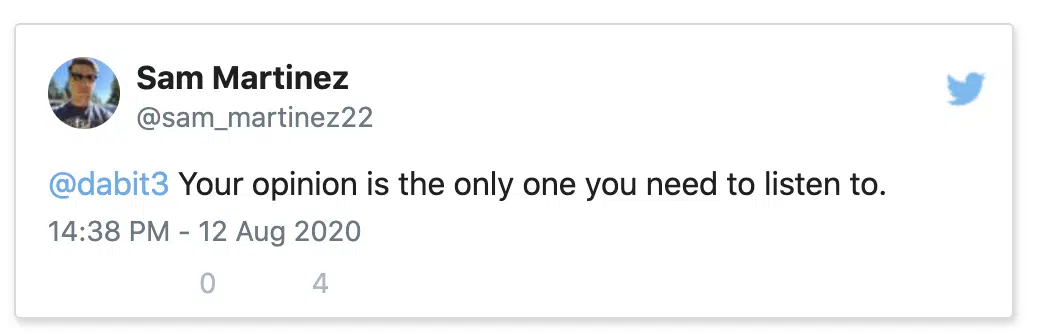 Sam Martinez
@sam_martinez22
@dabit3 Your opinion is the only one you need to listen to.
14:38 PM - 12 Aug 2020
0 4